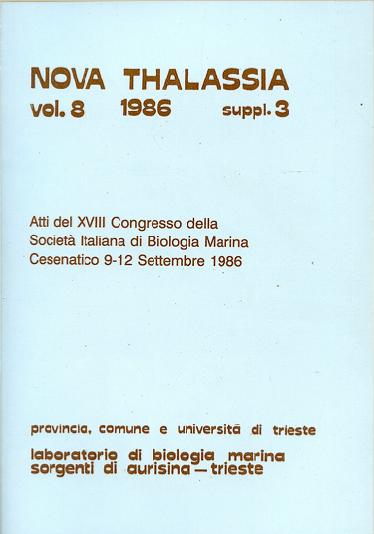 NOVA THALASSIA
vol. 8 1986 suppl. 3
Atti del XVIII Congresso della
Società Italiana di Biologia Marina
Cesenatico 9-12 Settembre 1986
provincia, comune e università di trieste
laboratorio di biologia marina
sorgenti di aurisina — trieste